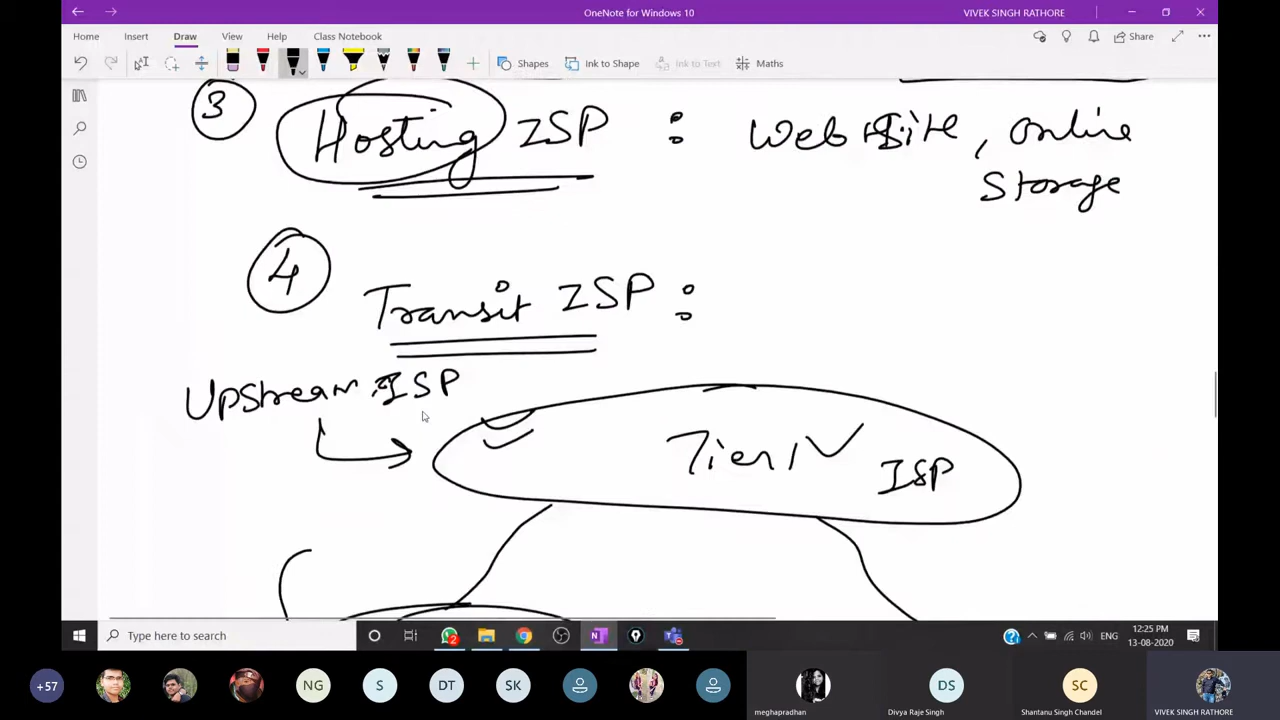 OneNote for Windows 10
VIVEK SINGH RATHORE
Home Insert Draw View Help Class Notebook
Share
Shapes Ink to Shape Ink to Text Maths
3 Hosting ISP : Website, Online
Storage
4
Transit ISP :
Upstream ISP
Tier 1
ISP
Type here to search
2
ENG
12:25 PM
13-08-2020
+57 NG S DT SK DS SC
meghapradhan Divya Raje Singh Shantanu Singh Chandel VIVEK SINGH RATHORE